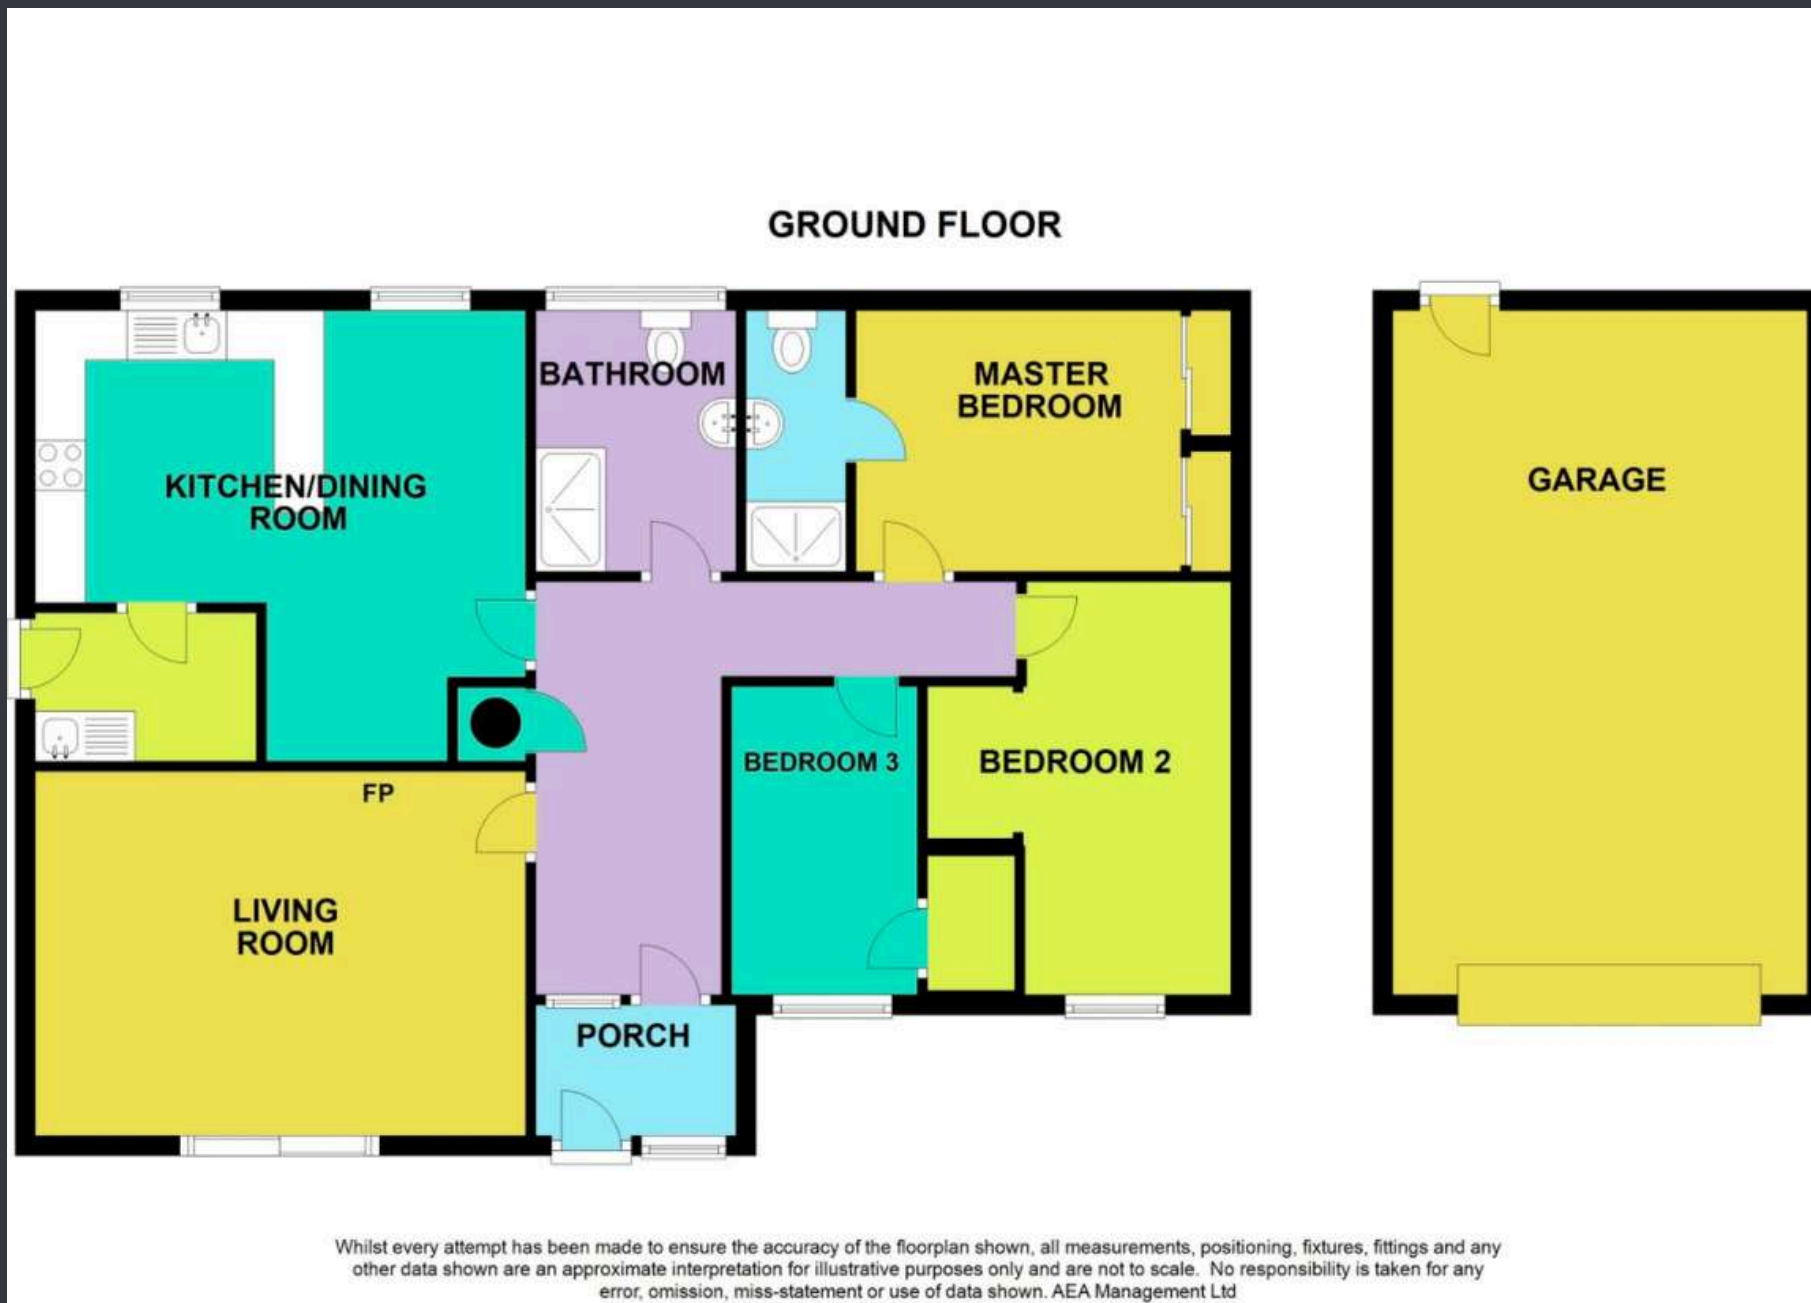 GROUND FLOOR
BATHROOM
MASTER
BEDROOM
KITCHEN/DINING
ROOM
GARAGE
BEDROOM 3
BEDROOM 2
FP
LIVING
ROOM
PORCH
Whilst every attempt has been made to ensure the accuracy of the floorplan shown, all measurements, positioning, fixtures, fittings and any
other data shown are an approximate interpretation for illustrative purposes only and are not to scale. No responsibility is taken for any
error, omission, miss-statement or use of data shown. AEA Management Ltd